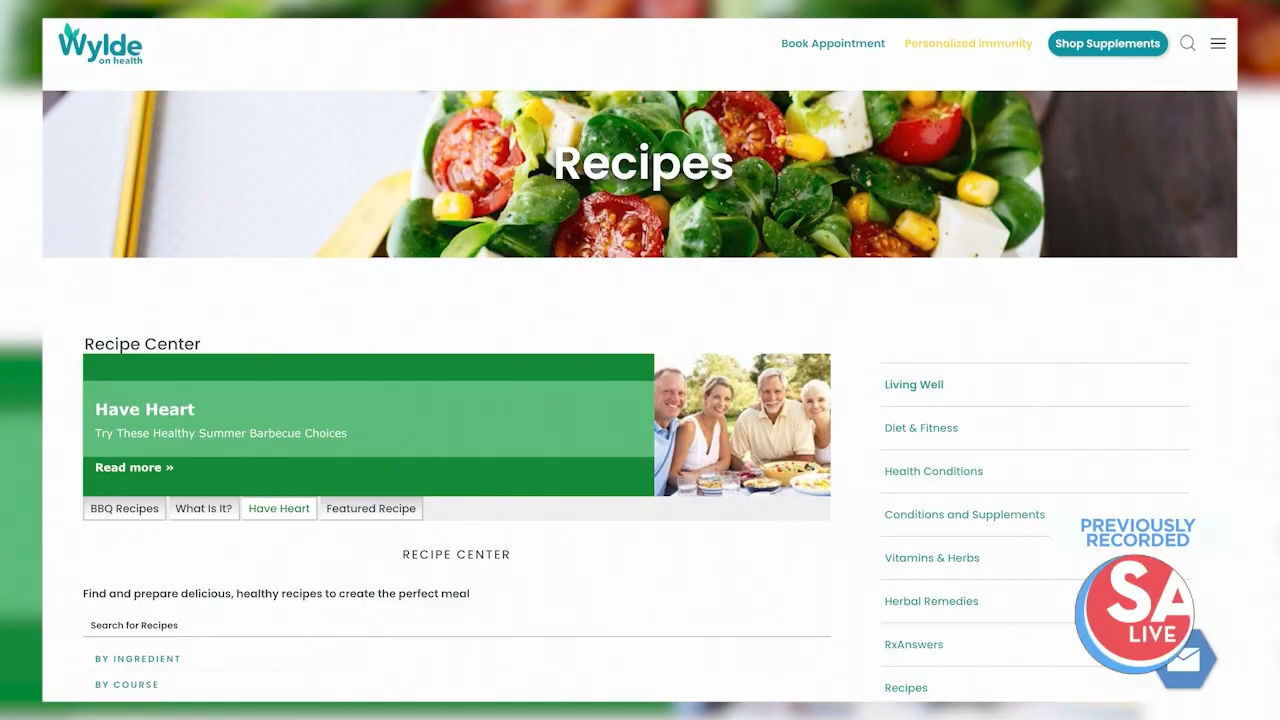 Wylde
on health
Book Appointment
Personalized Immunity
Shop Supplements
Recipes
Recipe Center
Have Heart
Try These Healthy Summer Barbecue Choices
Read more »
BBQ Recipes
What Is It?
Have Heart
Featured Recipe
RECIPE CENTER
Find and prepare delicious, healthy recipes to create the perfect meal
Search for Recipes
BY INGREDIENT
BY COURSE
Living Well
Diet & Fitness
Health Conditions
Conditions and Supplements
Vitamins & Herbs
Herbal Remedies
RxAnswers
Recipes
PREVIOUSLY
RECORDED
SA
LIVE